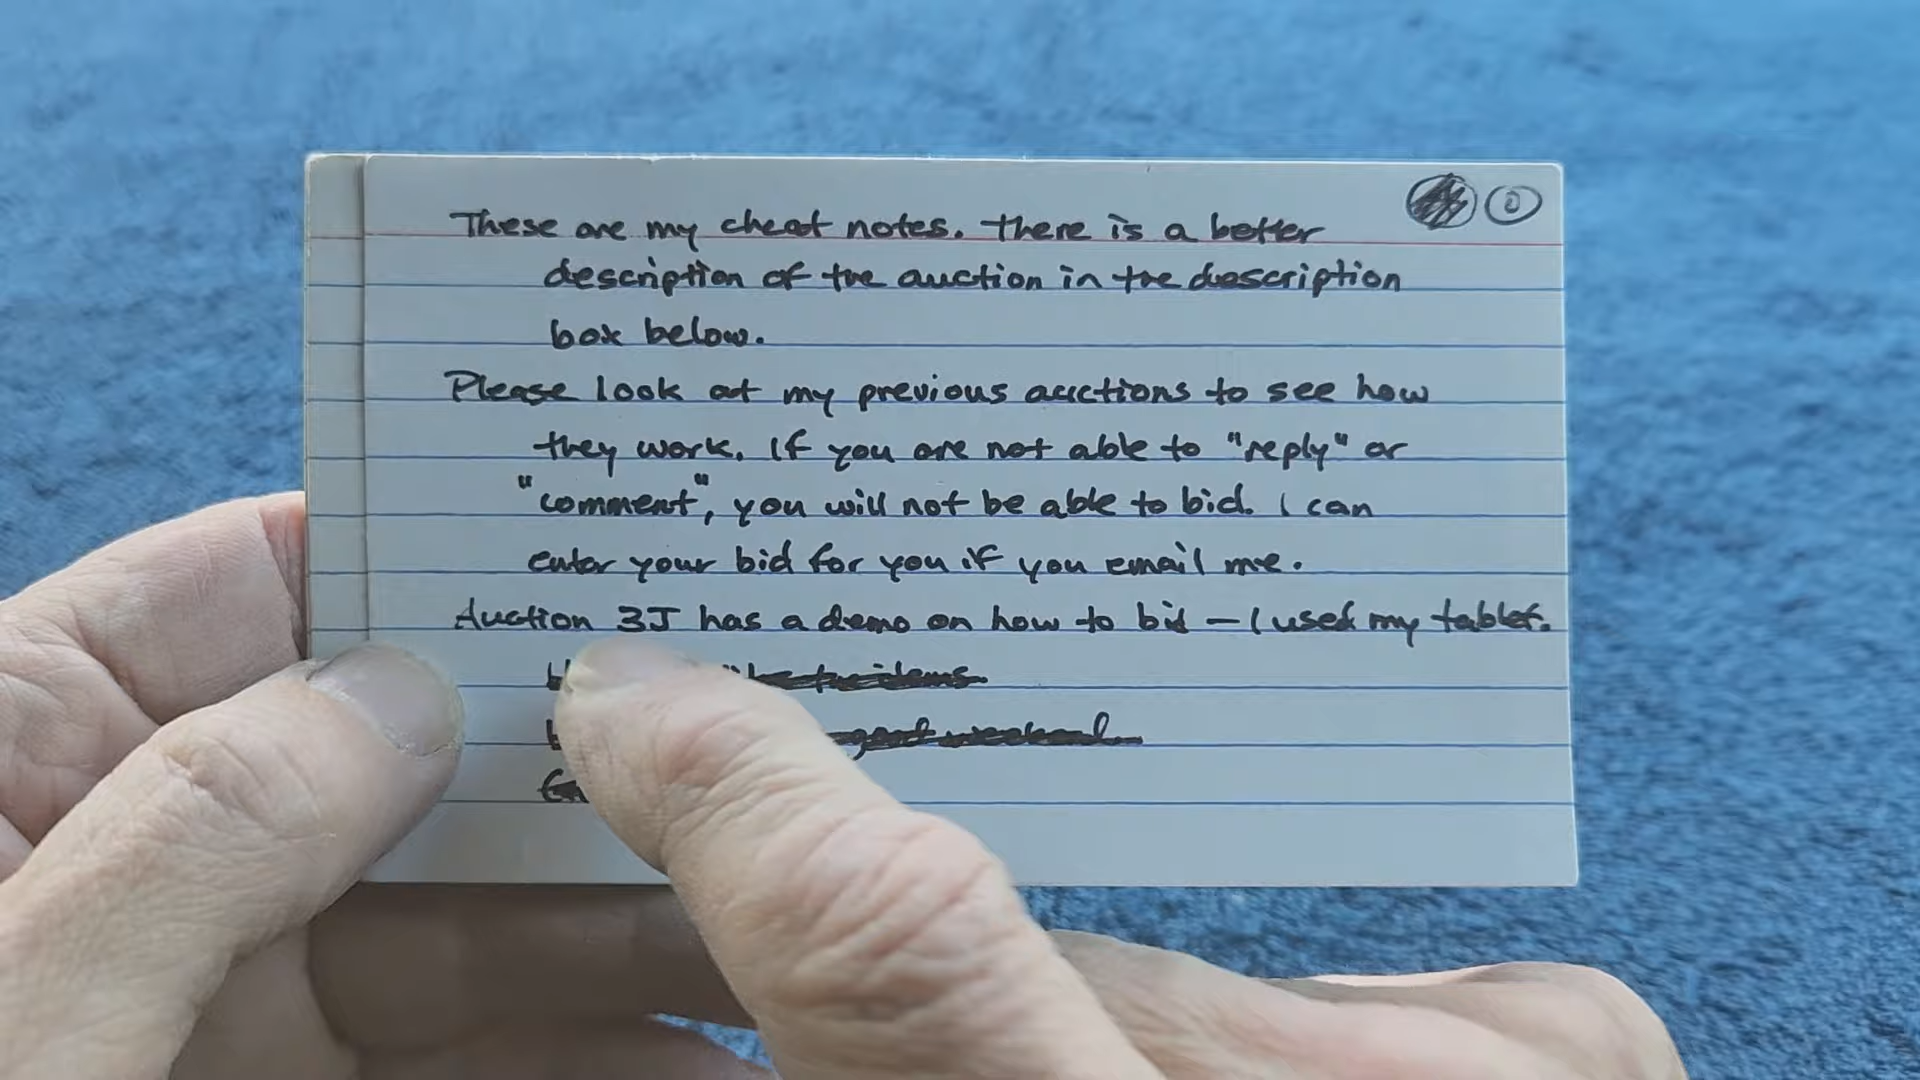 These are my cheat notes. There is a better
description of the auction in the description
box below.
Please look at my previous auctions to see how
they work. If you are not able to "reply" or
"comment", you will not be able to bid. I can
enter your bid for you if you email me.
Auction 3J has a demo on how to bid — I used my tablet.